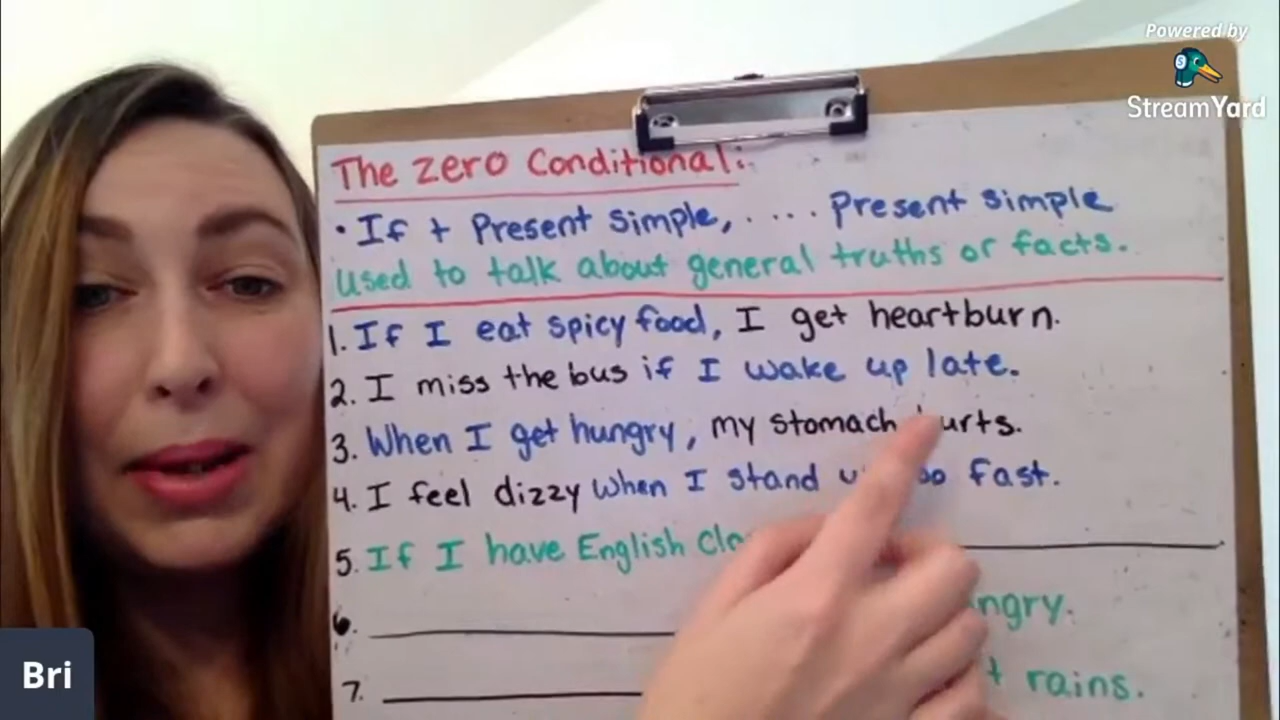 Powered by
StreamYard
The zero Conditional:
• If + Present Simple, .... present simple
Used to talk about general truths or facts.
1. If I eat spicy food, I get heartburn.
2. I miss the bus if I wake up late.
3. When I get hungry, my stomach
4. I feel dizzy when I stand fast.
5. If I have English
6.
7. rains.
Bri